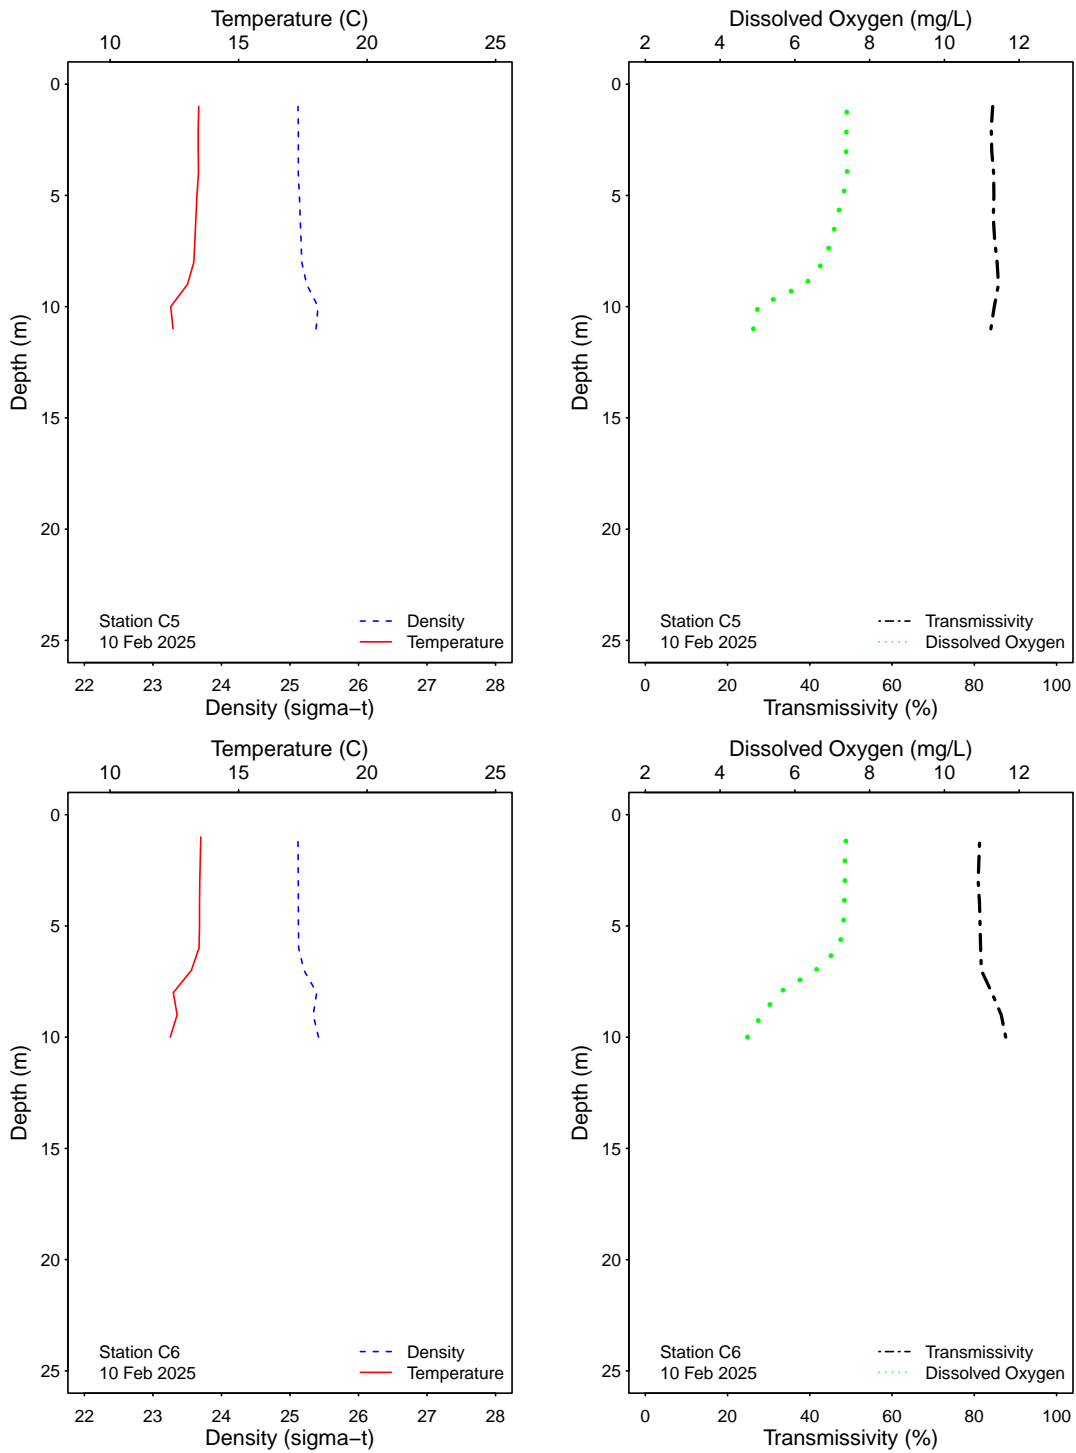 Temperature (C)
10 15 20 25
0
5
10
15
20
25
Depth (m)
Station C5
10 Feb 2025
Density
Temperature
22 23 24 25 26 27 28
Density (sigma−t)
Dissolved Oxygen (mg/L)
2 4 6 8 10 12
0
5
10
15
20
25
Depth (m)
Station C5
10 Feb 2025
Transmissivity
Dissolved Oxygen
0 20 40 60 80 100
Transmissivity (%)
Temperature (C)
10 15 20 25
0
5
10
15
20
25
Depth (m)
Station C6
10 Feb 2025
Density
Temperature
22 23 24 25 26 27 28
Density (sigma−t)
Dissolved Oxygen (mg/L)
2 4 6 8 10 12
0
5
10
15
20
25
Depth (m)
Station C6
10 Feb 2025
Transmissivity
Dissolved Oxygen
0 20 40 60 80 100
Transmissivity (%)